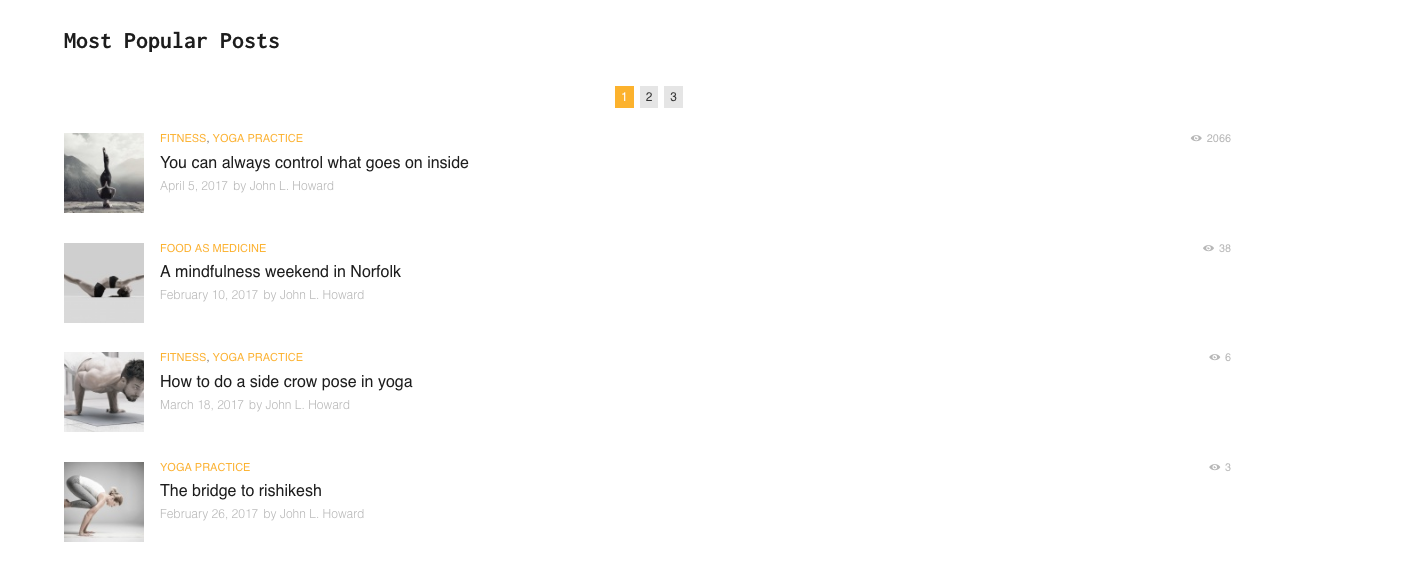 Most Popular Posts
1 2 3
FITNESS, YOGA PRACTICE 2066
You can always control what goes on inside
April 5, 2017 by John L. Howard
FOOD AS MEDICINE 38
A mindfulness weekend in Norfolk
February 10, 2017 by John L. Howard
FITNESS, YOGA PRACTICE 6
How to do a side crow pose in yoga
March 18, 2017 by John L. Howard
YOGA PRACTICE 3
The bridge to rishikesh
February 26, 2017 by John L. Howard